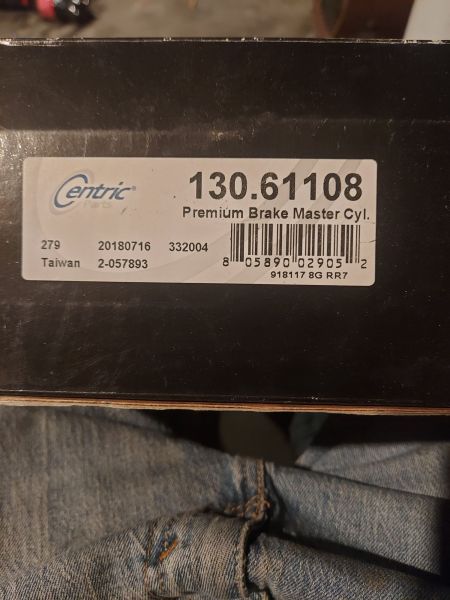 Centric®
Parts
130.61108
Premium Brake Master Cyl.
279 20180716 332004
Taiwan 2-057893
8 05890 02905 2
918117 8G RR7